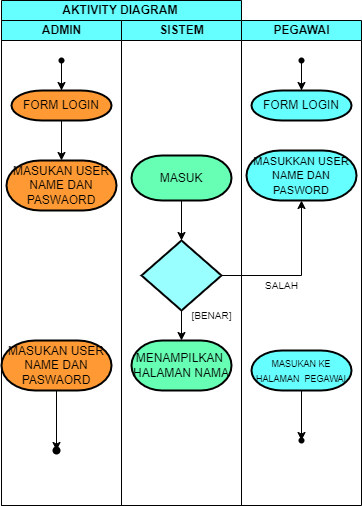 AKTIVITY DIAGRAM
ADMIN
SISTEM
PEGAWAI
FORM LOGIN
FORM LOGIN
MASUKAN USER
NAME DAN
PASWAORD
MASUK
MASUKKAN USER
NAME DAN
PASWORD
SALAH
[BENAR]
MASUKAN USER
NAME DAN
PASWAORD
MENAMPILKAN
HALAMAN NAMA
MASUKAN KE
HALAMAN PEGAWAI